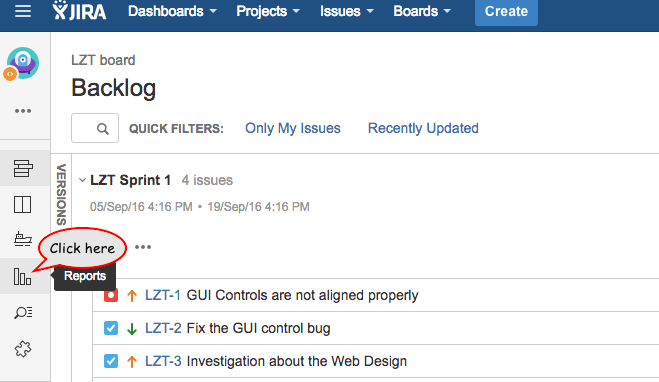 JIRA Dashboards Projects Issues Boards Create
LZT board
Backlog
QUICK FILTERS: Only My Issues Recently Updated
VERSIONS
LZT Sprint 1 4 issues
05/Sep/16 4:16 PM • 19/Sep/16 4:16 PM
Click here
Reports
LZT-1 GUI Controls are not aligned properly
LZT-2 Fix the GUI control bug
LZT-3 Investigation about the Web Design